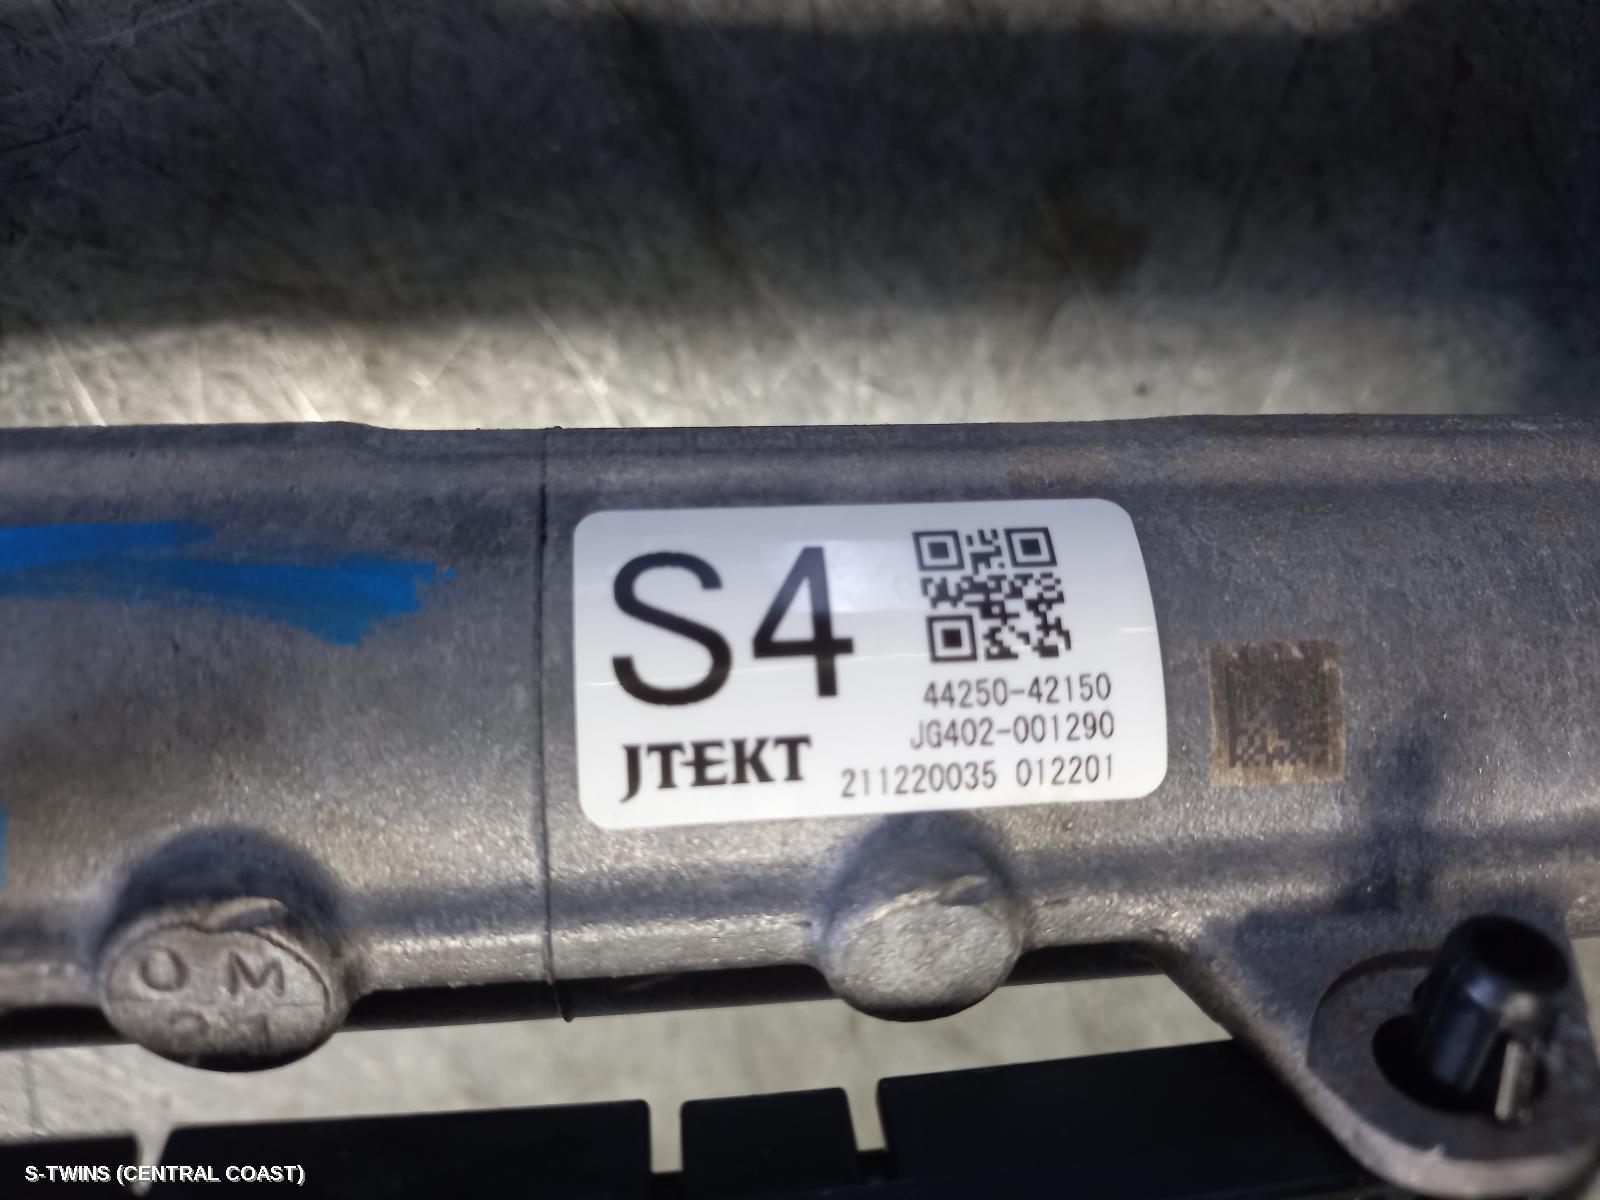 S4
44250-42150
JG402-001290
JTEKT
211220035 012201
O M
S-TWINS (CENTRAL COAST)